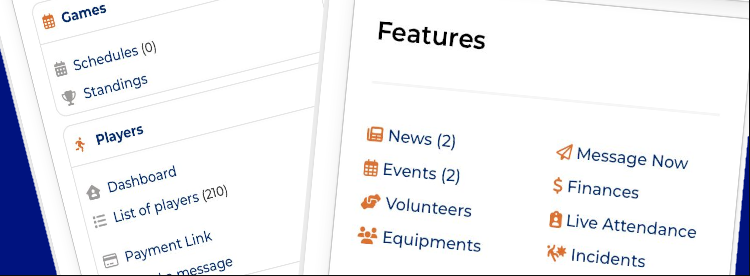 Games
Schedules (0)
Standings
Players
Dashboard
List of players (210)
Payment Link
message
Features
News (2)
Events (2)
Volunteers
Equipments
Message Now
Finances
Live Attendance
Incidents